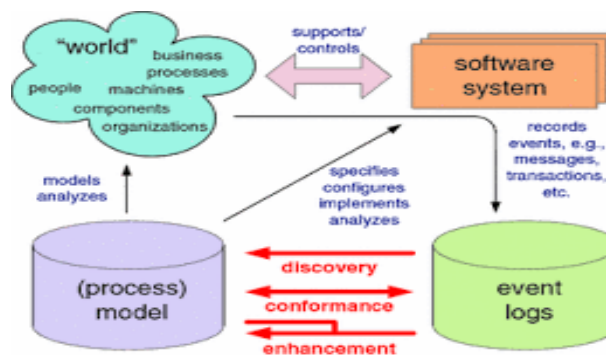 "world"
business
processes
people
machines
components
organizations
supports/
controls
software
system
models
analyzes
specifies
configures
implements
analyzes
records
events, e.g.,
messages,
transactions,
etc.
(process)
model
discovery
conformance
enhancement
event
logs